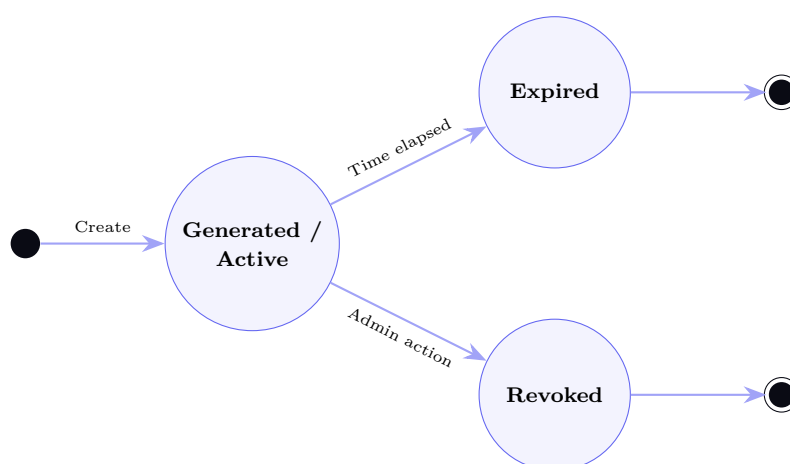 Expired
Time elapsed
Create
Generated /
Active
Admin action
Revoked